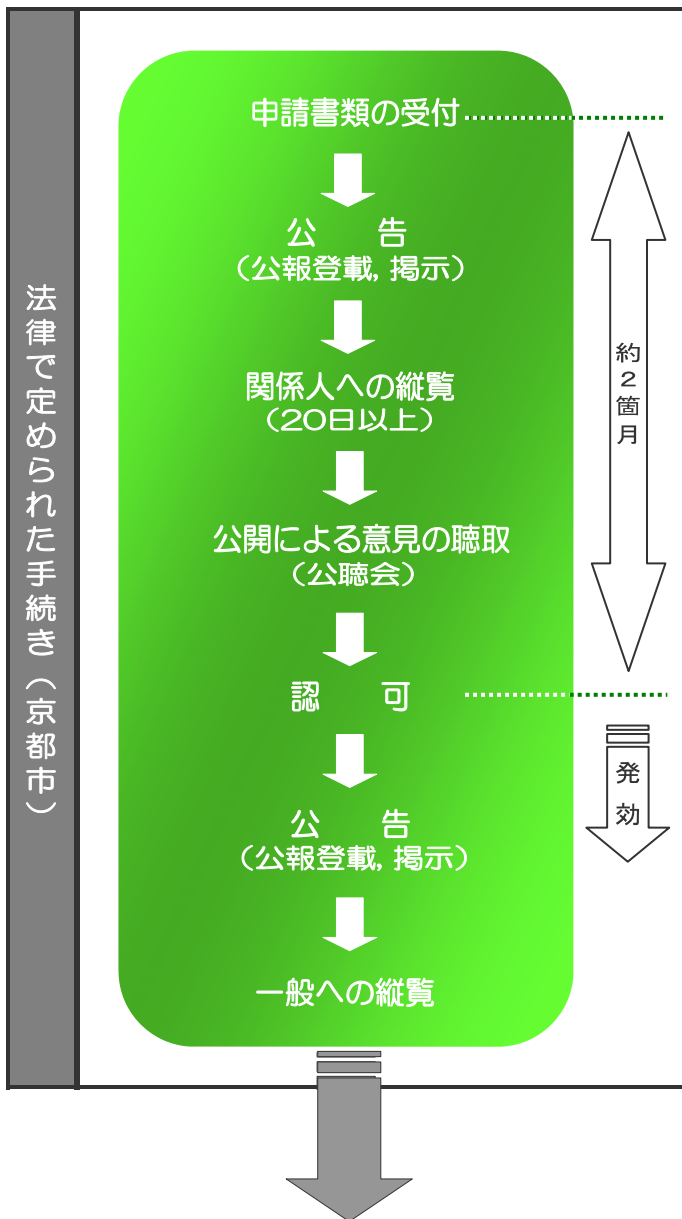 法律で定められた手続き（京都市）
申請書類の受付
公　告
（公報登載，掲示）
関係人への縦覧
（20日以上）
公開による意見の聴取
（公聴会）
認　可
公　告
（公報登載，掲示）
一般への縦覧
約２箇月
発効